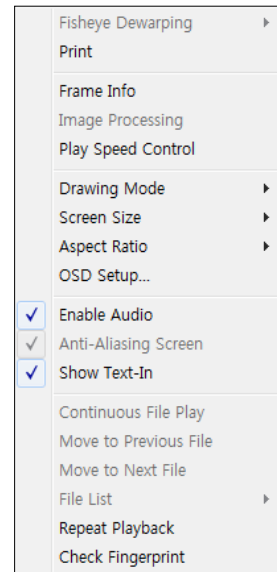 Fisheye Dewarping
Print
Frame Info
Image Processing
Play Speed Control
Drawing Mode
Screen Size
Aspect Ratio
OSD Setup...
Enable Audio
Anti-Aliasing Screen
Show Text-In
Continuous File Play
Move to Previous File
Move to Next File
File List
Repeat Playback
Check Fingerprint